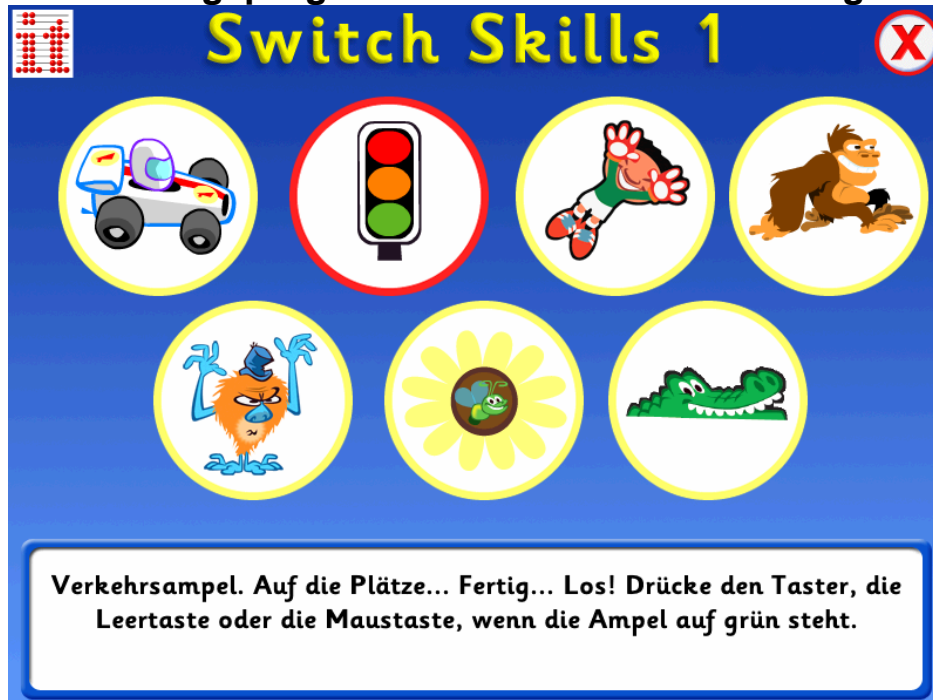 Switch Skills 1
X
Verkehrsampel. Auf die Plätze... Fertig... Los! Drücke den Taster, die
Leertaste oder die Maustaste, wenn die Ampel auf grün steht.